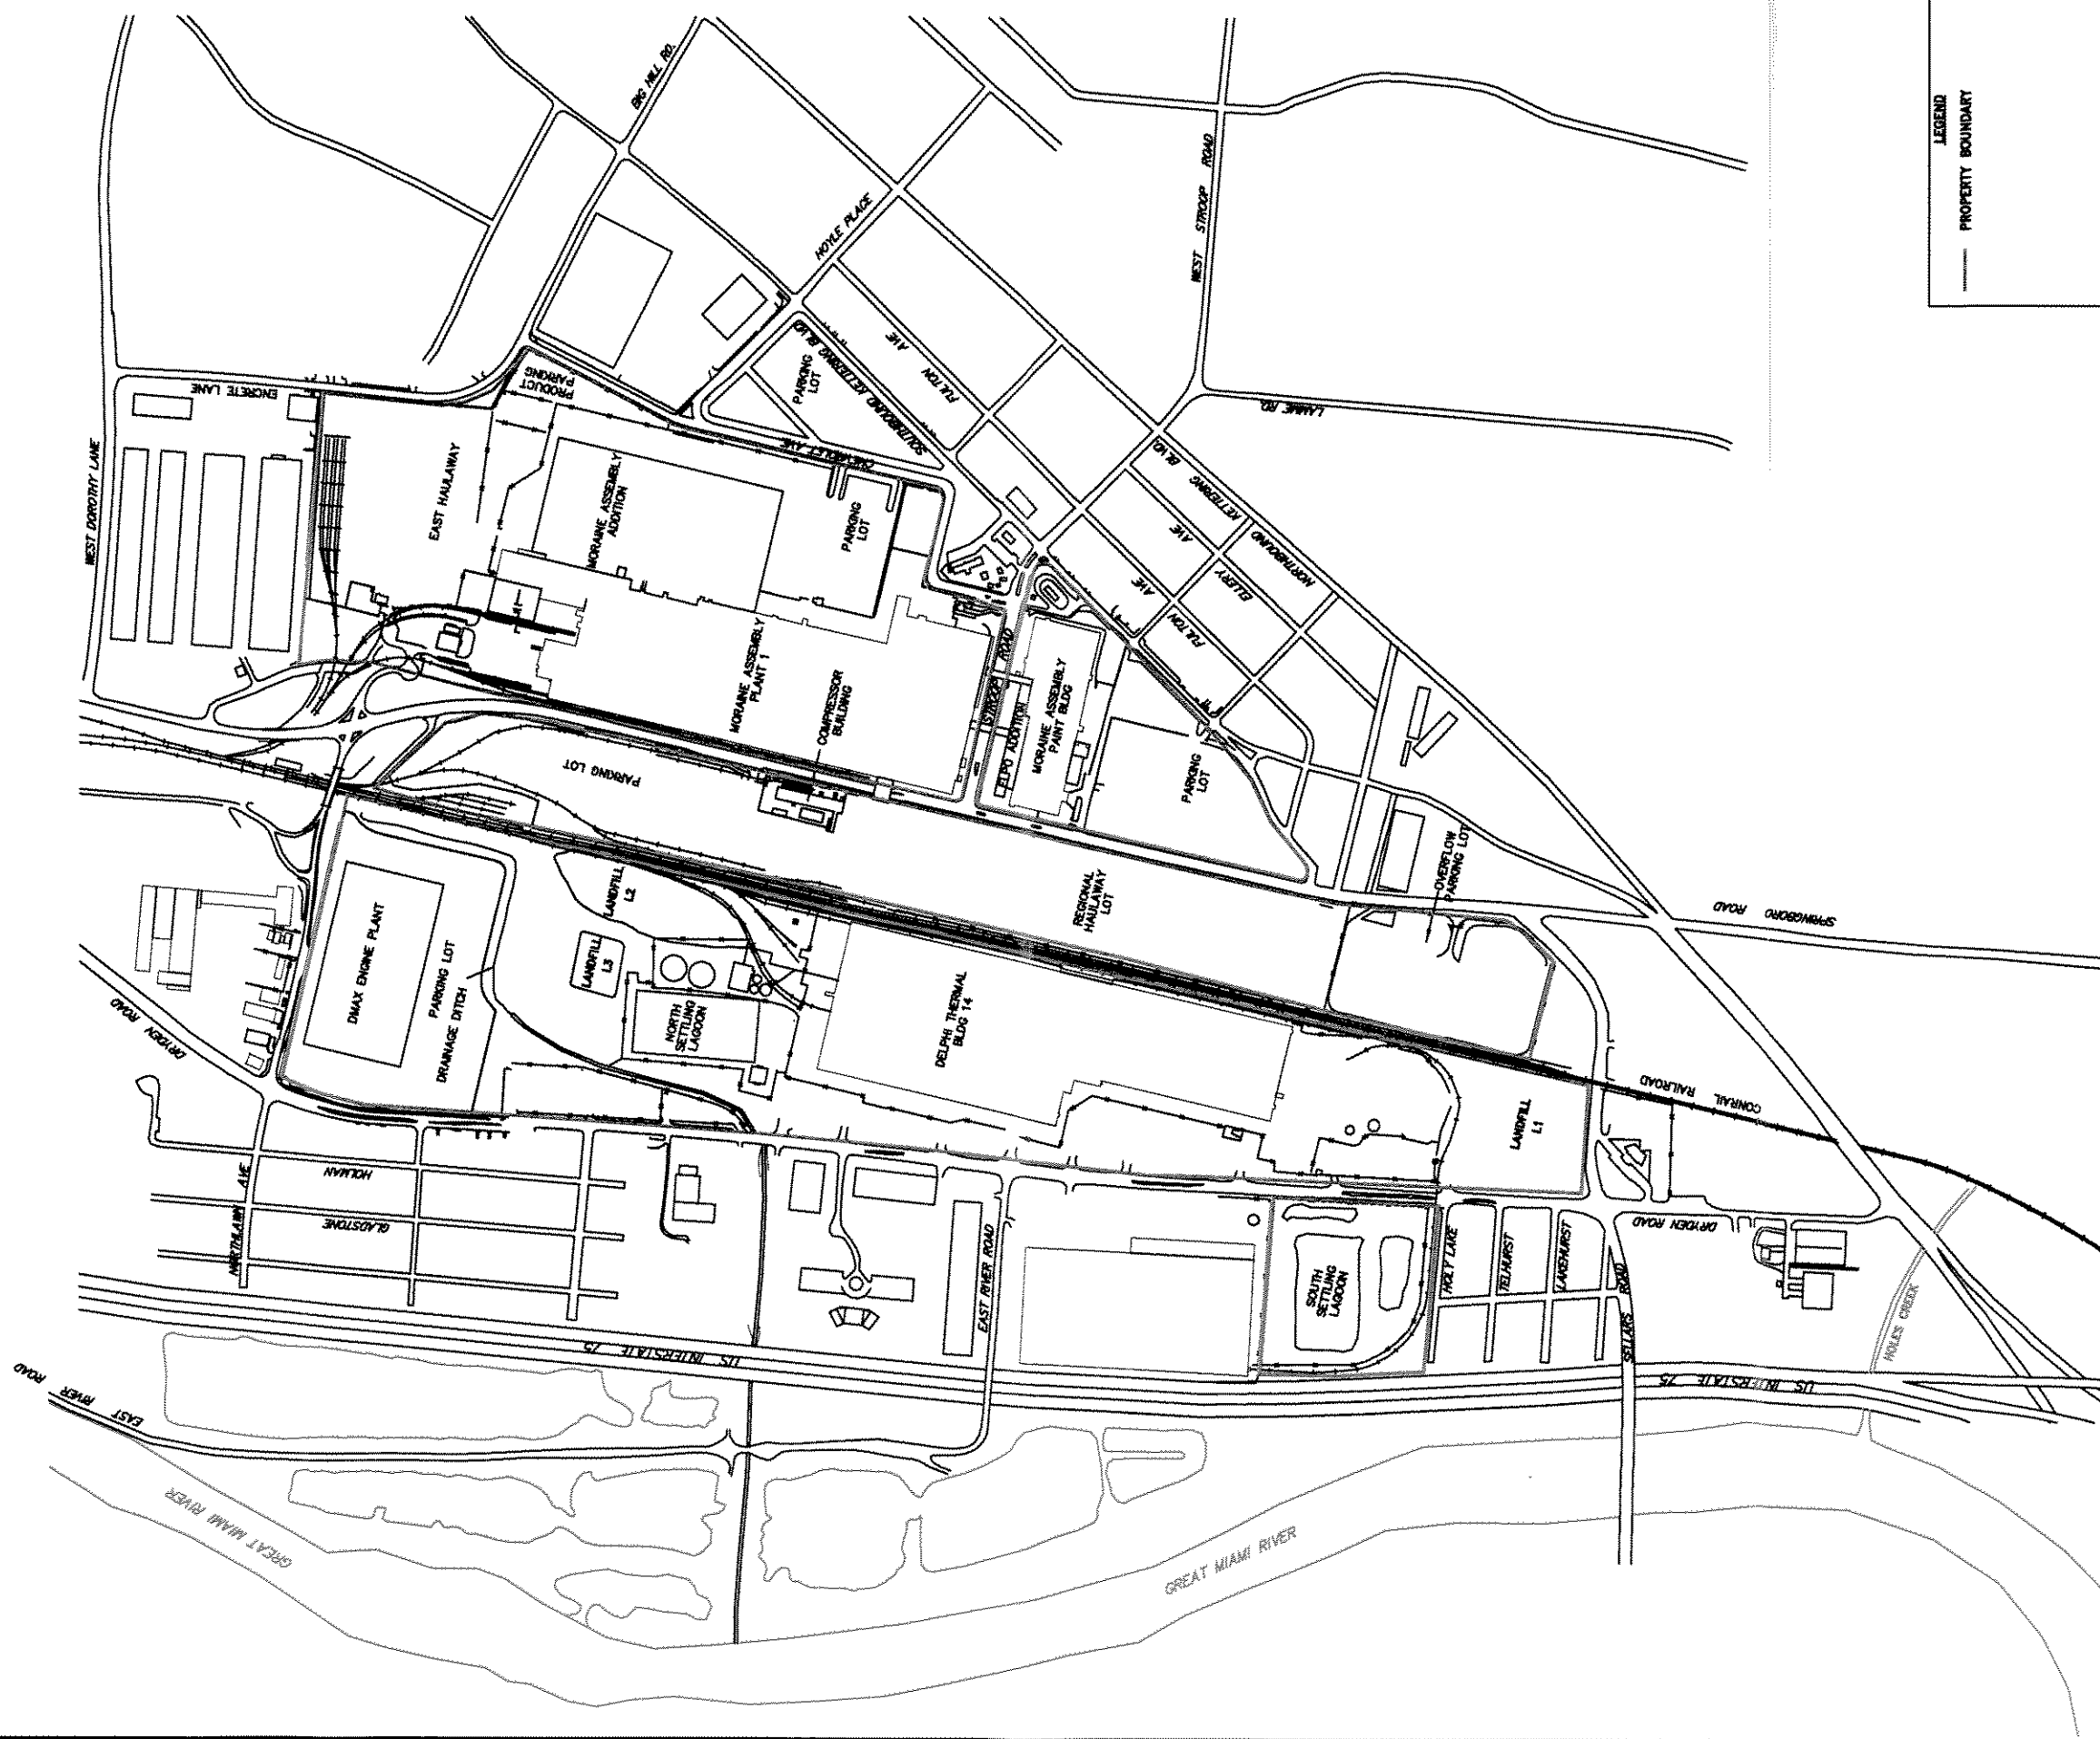 BIG HILL RD.
WEST STROOP ROAD
LEGEND
PROPERTY BOUNDARY
HOYLE PLACE
WEST DOROTHY LANE
ENCRETE LANE
PRODUCT
PARKING
PARKING
LOT
SOUTHBOUND KETTERING BLVD.
FULTON AVE
LAMME RD.
CHEVROLET AVE
EAST HAULAWAY
MORAINE ASSEMBLY
ADDITION
PARKING
LOT
NORTHBOUND KETTERING BLVD.
ELLERY AVE
FULTON AVE
MORAINE ASSEMBLY
PLANT 1
COMPRESSOR
BUILDING
STROOP ROAD
ELPO ADDITION
MORAINE ASSEMBLY
PAINT BLDG
PARKING LOT
PARKING
LOT
OVERFLOW
PARKING LOT
REGIONAL
HAULAWAY
LOT
SPRINGBORO ROAD
LANDFILL
L2
LANDFILL
L3
DMAX ENGINE PLANT
PARKING LOT
DRAINAGE DITCH
NORTH
SETTLING
LAGOON
DELPHI THERMAL
BLDG 14
DRYDEN ROAD
CONRAIL RAILROAD
LANDFILL
L1
HOLMAN
GLADSTONE
NORTHLAWN AVE
EAST RIVER ROAD
SOUTH
SETTLING
LAGOON
HOLY LAKE
TELHURST
LAKEHURST
SELLARS ROAD
DRYDEN ROAD
HOLES CREEK
US INTERSTATE 75
US INTERSTATE 75
EAST RIVER ROAD
GREAT MIAMI RIVER
GREAT MIAMI RIVER